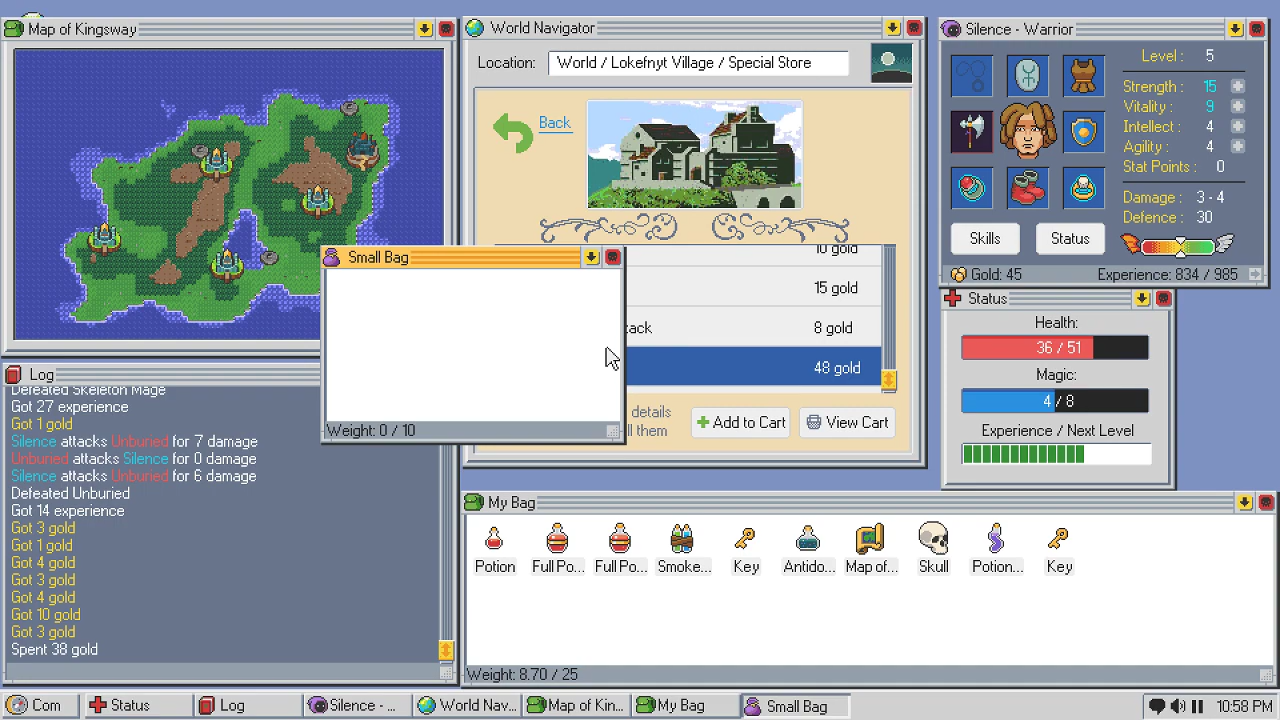 Map of Kingsway
World Navigator
Location: World / Lokefnyt Village / Special Store
Back
10 gold
15 gold
tack 8 gold
48 gold
details
ll them
Add to Cart
View Cart
Small Bag
Weight: 0 / 10
Silence - Warrior
Level : 5
Strength : 15
Vitality : 9
Intellect : 4
Agility : 4
Stat Points : 0
Damage : 3 - 4
Defence : 30
Skills
Status
Gold: 45
Experience: 834 / 985
Status
Health:
36 / 51
Magic:
4 / 8
Experience / Next Level
Log
Defeated Skeleton Mage
Got 27 experience
Got 1 gold
Silence attacks Unburied for 7 damage
Unburied attacks Silence for 0 damage
Silence attacks Unburied for 6 damage
Defeated Unburied
Got 14 experience
Got 3 gold
Got 1 gold
Got 4 gold
Got 3 gold
Got 4 gold
Got 10 gold
Got 3 gold
Spent 38 gold
My Bag
Potion
Full Po...
Full Po...
Smoke...
Key
Antido...
Map of...
Skull
Potion...
Key
Weight: 8.70 / 25
Com
Status
Log
Silence - ...
World Nav...
Map of Kin...
My Bag
Small Bag
10:58 PM